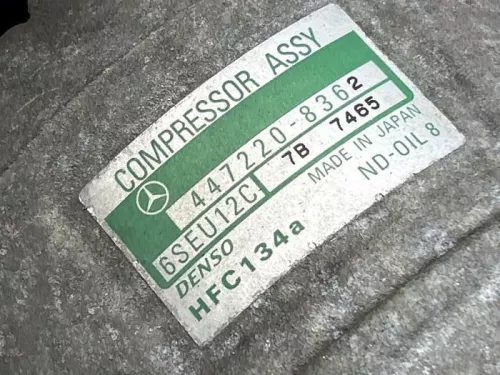 COMPRESSOR ASSY
447220-8362
6SEU12C 7B 7465
DENSO MADE IN JAPAN
HFC134a ND-OIL 8